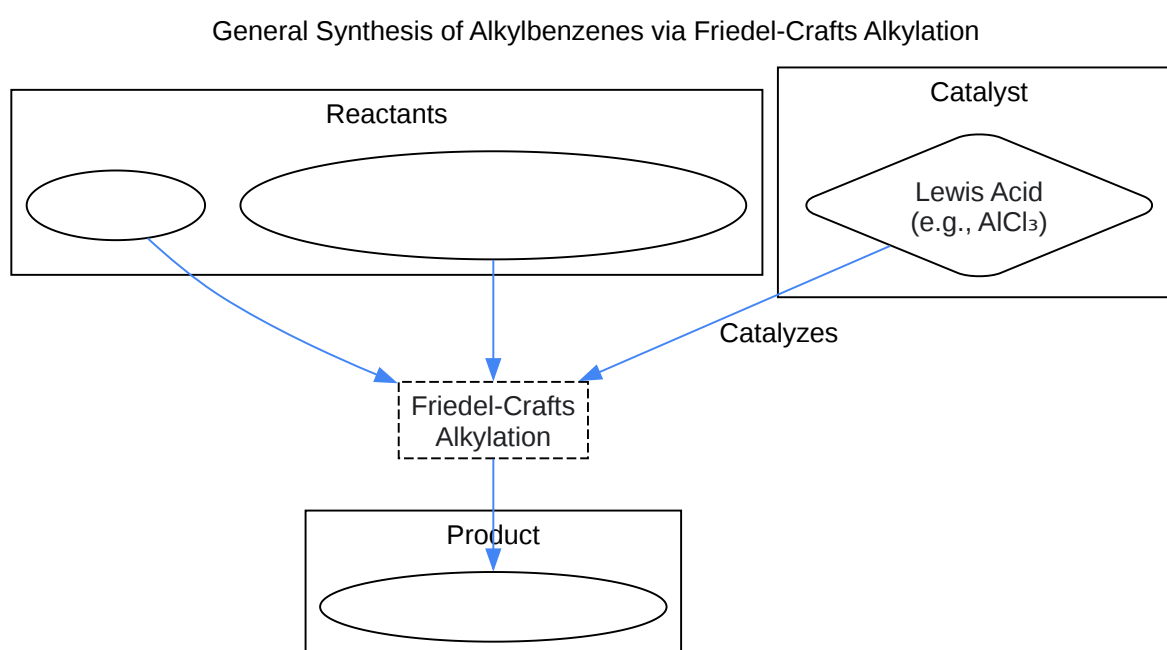 General Synthesis of Alkylbenzenes via Friedel-Crafts Alkylation
Reactants
Catalyst
Lewis Acid
(e.g., AlCl₃)
Catalyzes
Friedel-Crafts
Alkylation
Product